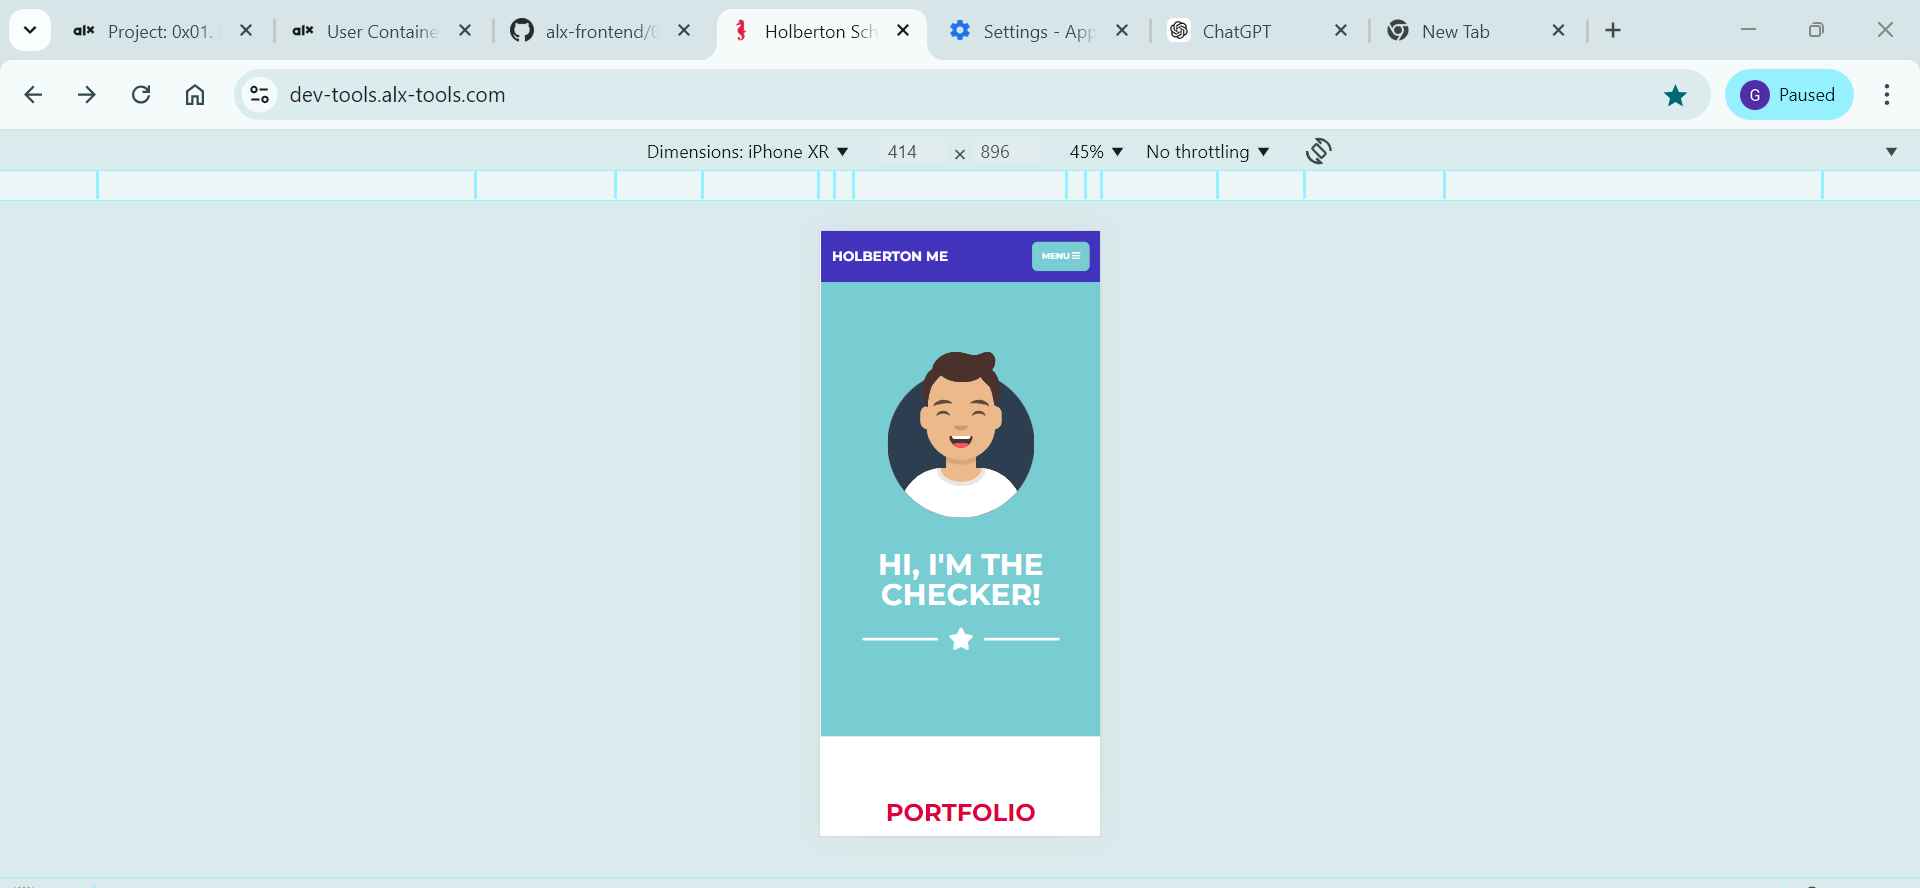 alx Project: 0x01.
alx User Containe
alx-frontend/0
Holberton Sch
Settings - App
ChatGPT
New Tab
dev-tools.alx-tools.com
G Paused
Dimensions: iPhone XR 414 × 896 45% No throttling
HOLBERTON ME
MENU
HI, I'M THE
CHECKER!
PORTFOLIO